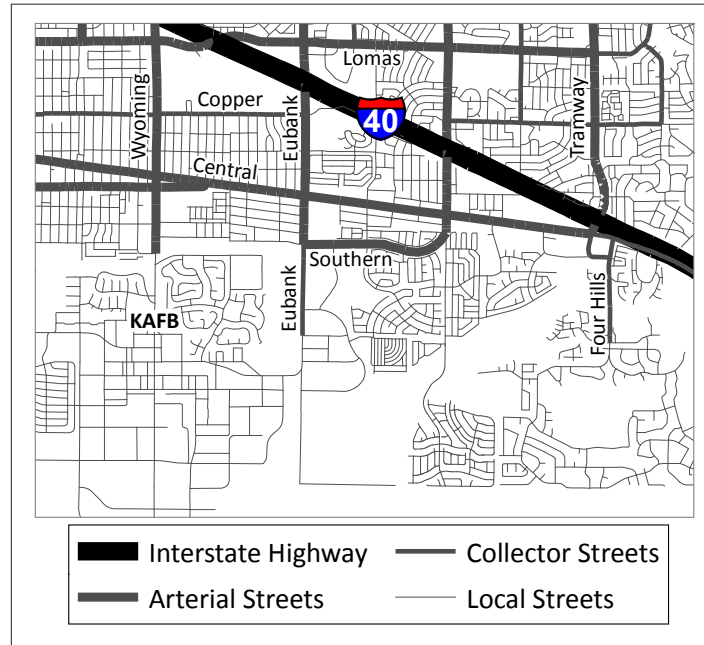 Lomas
Wyoming
Copper
Eubank
40
Tramway
Central
Southern
Eubank
KAFB
Four Hills
Interstate Highway
Collector Streets
Arterial Streets
Local Streets